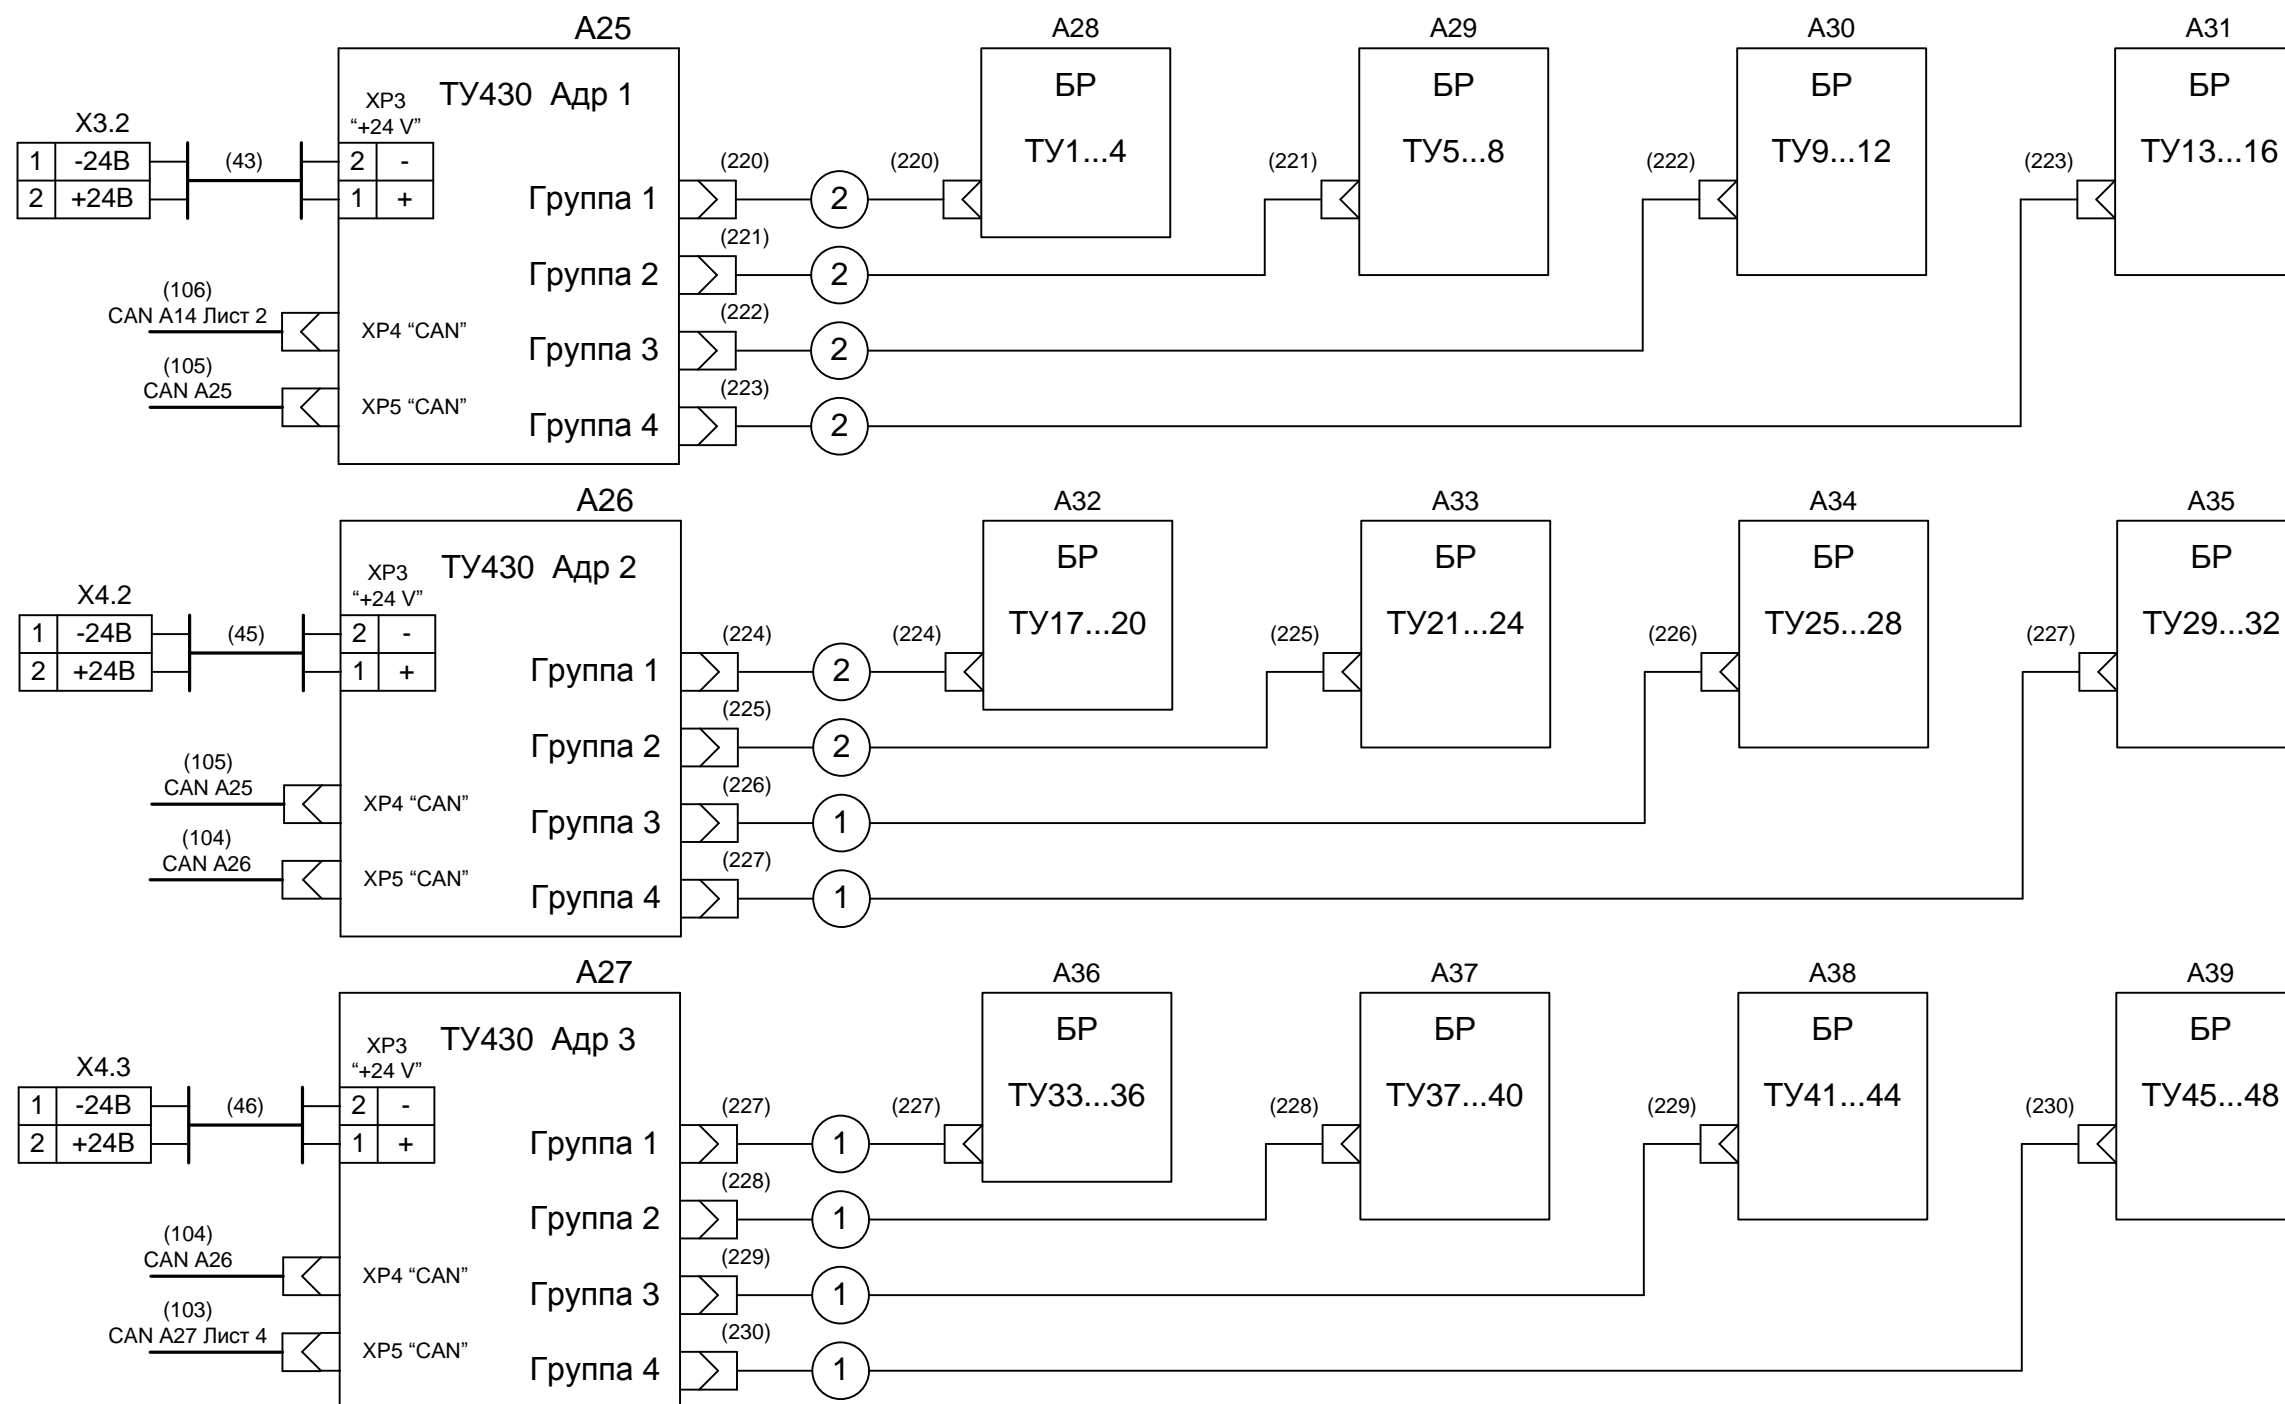 A25
A28
A29
A30
A31
ТУ430 Адр 1
XP3
“+24 V”
БР
БР
БР
БР
X3.2
1 -24В
(43)
2 -
2 +24В
1 +
ТУ1...4
ТУ5...8
ТУ9...12
ТУ13...16
Группа 1
(220)
2
(220)
(221)
(222)
(223)
Группа 2
(221)
2
(106)
CAN A14 Лист 2
XP4 “CAN”
Группа 3
(222)
2
(105)
CAN A25
XP5 “CAN”
Группа 4
(223)
2
A26
A32
A33
A34
A35
ТУ430 Адр 2
XP3
“+24 V”
БР
БР
БР
БР
X4.2
1 -24В
(45)
2 -
2 +24В
1 +
ТУ17...20
ТУ21...24
ТУ25...28
ТУ29...32
Группа 1
(224)
2
(224)
(225)
(226)
(227)
Группа 2
(225)
2
(105)
CAN A25
XP4 “CAN”
Группа 3
(226)
1
(104)
CAN A26
XP5 “CAN”
Группа 4
(227)
1
A27
A36
A37
A38
A39
ТУ430 Адр 3
XP3
“+24 V”
БР
БР
БР
БР
X4.3
1 -24В
(46)
2 -
2 +24В
1 +
ТУ33...36
ТУ37...40
ТУ41...44
ТУ45...48
Группа 1
(227)
1
(227)
(228)
(229)
(230)
Группа 2
(228)
1
(104)
CAN A26
XP4 “CAN”
Группа 3
(229)
1
(103)
CAN A27 Лист 4
XP5 “CAN”
Группа 4
(230)
1